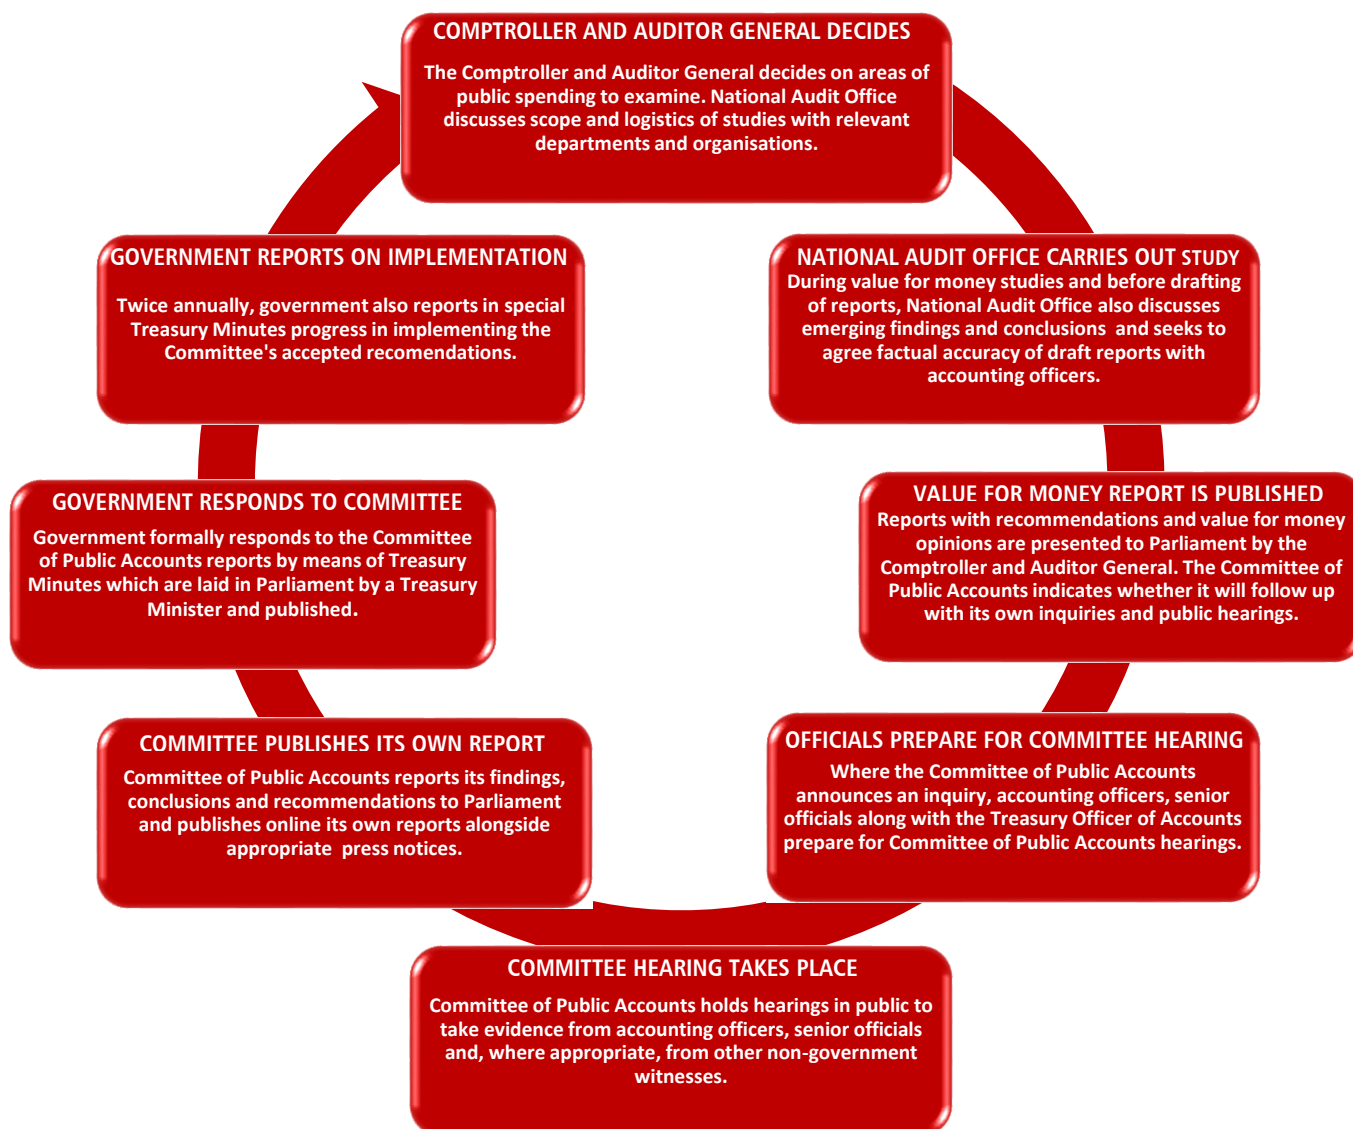 COMPTROLLER AND AUDITOR GENERAL DECIDES
The Comptroller and Auditor General decides on areas of
public spending to examine. National Audit Office
discusses scope and logistics of studies with relevant
departments and organisations.
NATIONAL AUDIT OFFICE CARRIES OUT STUDY
During value for money studies and before drafting
of reports, National Audit Office also discusses
emerging findings and conclusions and seeks to
agree factual accuracy of draft reports with
accounting officers.
VALUE FOR MONEY REPORT IS PUBLISHED
Reports with recommendations and value for money
opinions are presented to Parliament by the
Comptroller and Auditor General. The Committee of
Public Accounts indicates whether it will follow up
with its own inquiries and public hearings.
OFFICIALS PREPARE FOR COMMITTEE HEARING
Where the Committee of Public Accounts
announces an inquiry, accounting officers, senior
officials along with the Treasury Officer of Accounts
prepare for Committee of Public Accounts hearings.
COMMITTEE HEARING TAKES PLACE
Committee of Public Accounts holds hearings in public to
take evidence from accounting officers, senior officials
and, where appropriate, from other non-government
witnesses.
COMMITTEE PUBLISHES ITS OWN REPORT
Committee of Public Accounts reports its findings,
conclusions and recommendations to Parliament
and publishes online its own reports alongside
appropriate press notices.
GOVERNMENT RESPONDS TO COMMITTEE
Government formally responds to the Committee
of Public Accounts reports by means of Treasury
Minutes which are laid in Parliament by a Treasury
Minister and published.
GOVERNMENT REPORTS ON IMPLEMENTATION
Twice annually, government also reports in special
Treasury Minutes progress in implementing the
Committee's accepted recomendations.